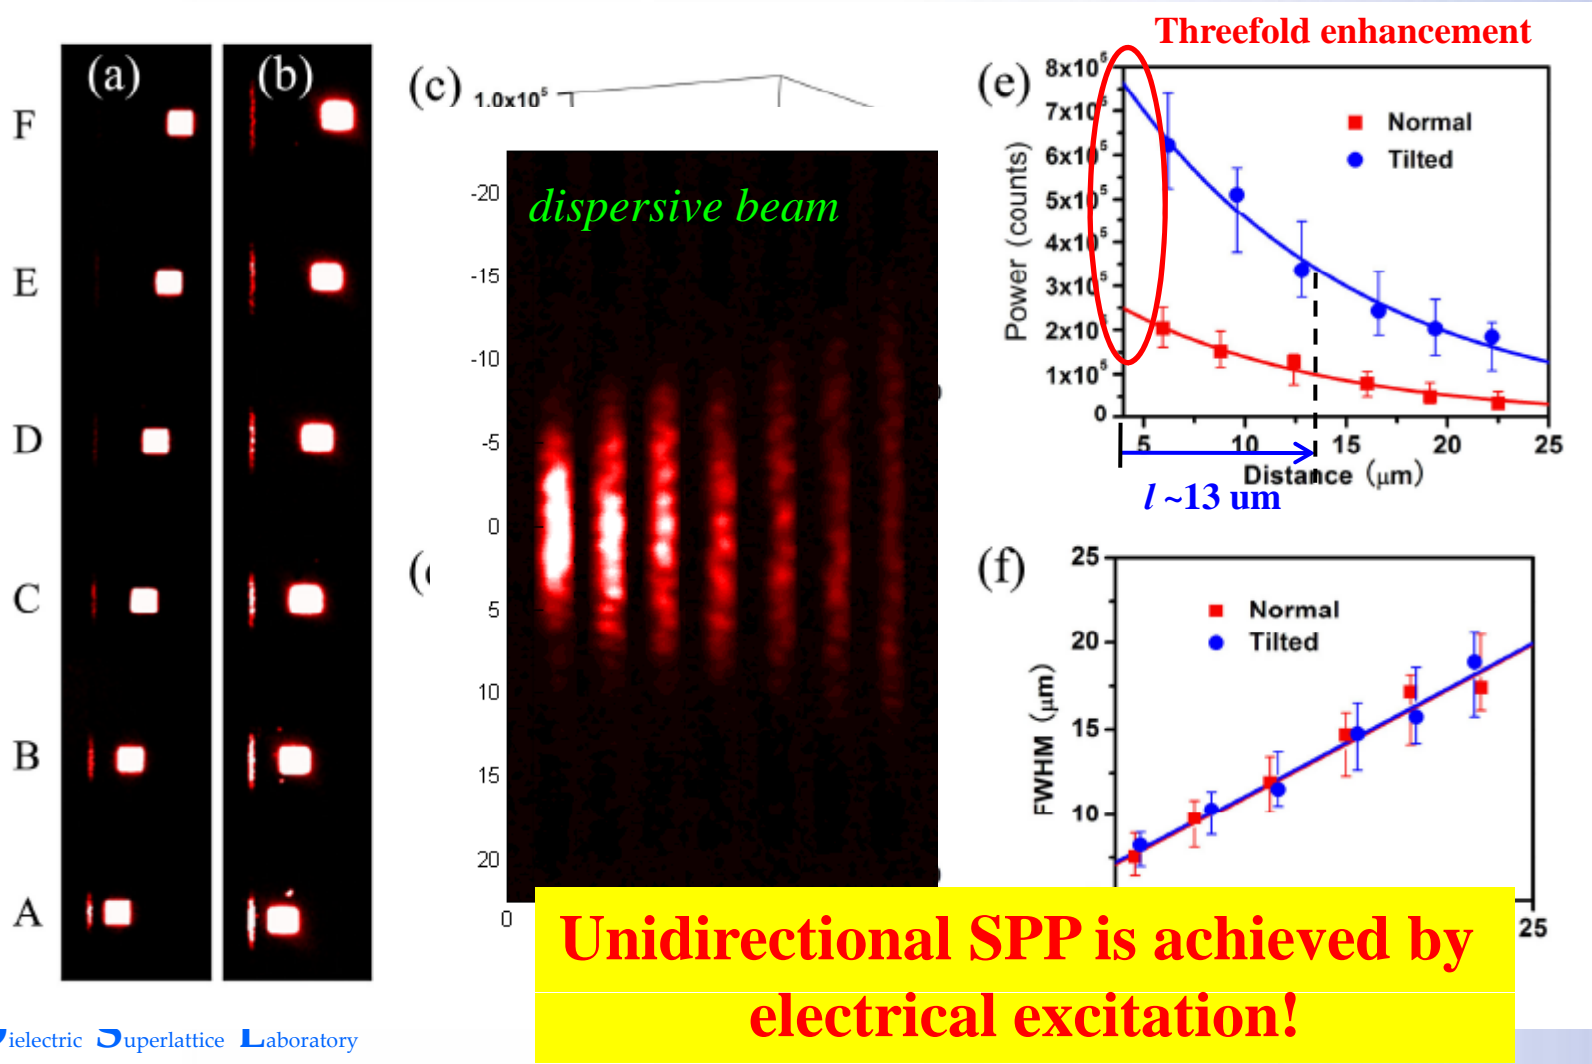 Threefold enhancement
(a)
(b)
F
E
D
C
B
A
(c)
1.0x10⁵
dispersive beam
-20
-15
-10
-5
0
5
10
15
20
0
(e)
8x10⁵
7x10⁵
6x10⁵
5x10⁵
4x10⁵
3x10⁵
2x10⁵
1x10⁵
0
Power (counts)
Normal
Tilted
5 10 15 20 25
Distance (μm)
l ~13 um
(f)
25
20
15
10
FWHM (μm)
Normal
Tilted
25
Unidirectional SPP is achieved by
electrical excitation!
ielectric Superlattice Laboratory